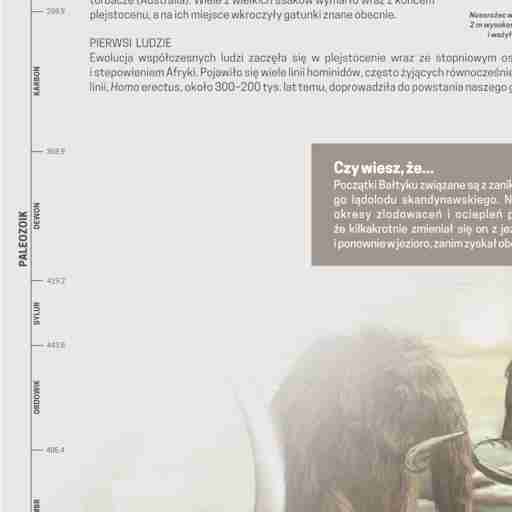 torbacze (Australia). Wiele z wielkich ssaków wymarło wraz z końcem
plejstocenu, a na ich miejsce wkroczyły gatunki znane obecnie.
Nosorożec w
2 m wysokoś
i ważył
PIERWSI LUDZIE
Ewolucja współczesnych ludzi zaczęła się w plejstocenie wraz ze stopniowym os
i stepowieniem Afryki. Pojawiło się wiele linii hominidów, często żyjących równocześnie
linii, Homo erectus, około 300–200 tys. lat temu, doprowadziła do powstania naszego g
Czy wiesz, że...
Początki Bałtyku związane są z zanik
go lądolodu skandynawskiego. N
okresy zlodowaceń i ociepleń p
że kilkakrotnie zmieniał się on z jez
i ponownie w jezioro, zanim zyskał obe
PALEOZOIK
298.9
KARBON
358.9
DEWON
419.2
SYLUR
443.8
ORDOWIK
485.4